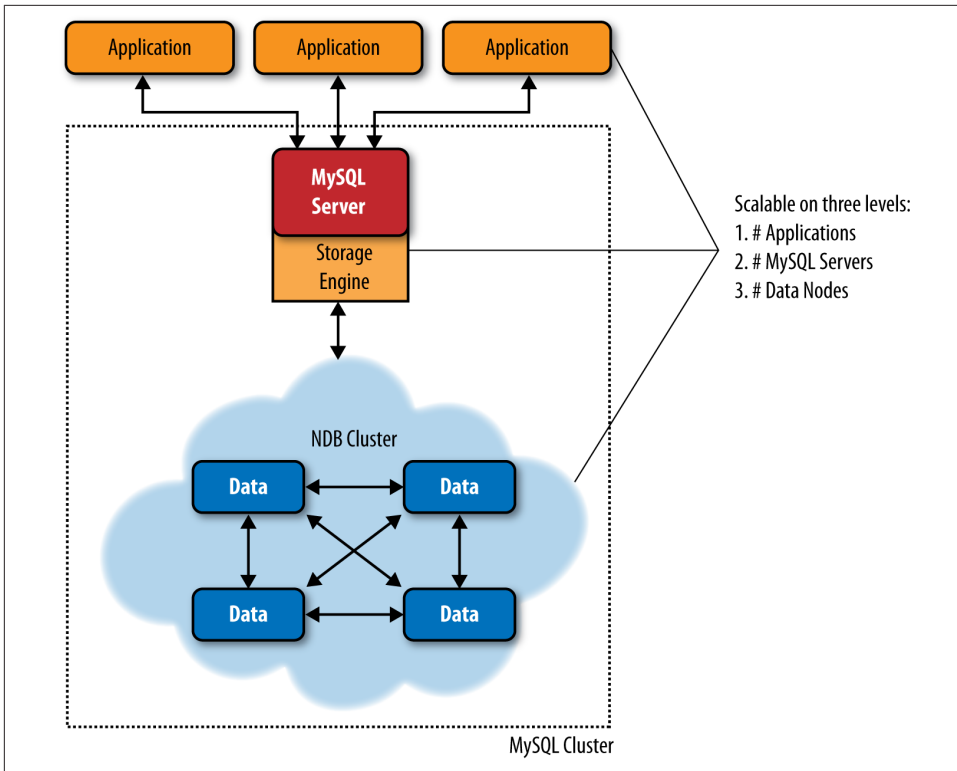 Application
Application
Application
MySQL
Server
Storage
Engine
Scalable on three levels:
1. # Applications
2. # MySQL Servers
3. # Data Nodes
NDB Cluster
Data
Data
Data
Data
MySQL Cluster